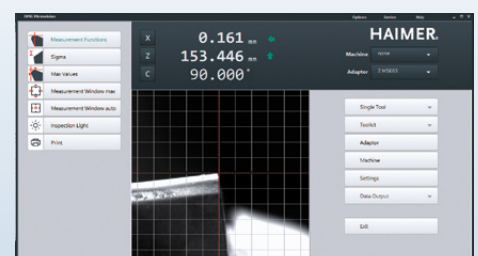 Microvision
Options Service Help
Measurement Functions
Sigma
Max Values
Measurement Window max
Measurement Window auto
Inspection Light
Print
X 0.161 mm
Z 153.446 mm
C 90.000°
HAIMER.
Machine none
Adapter
Single Tool
Toolkit
Adaptor
Machine
Settings
Data Output
Exit